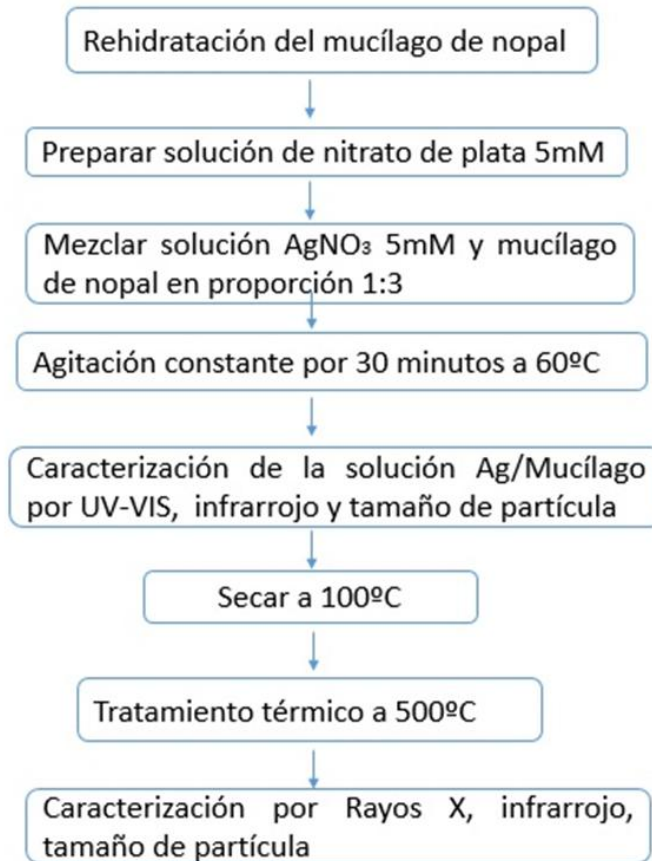 Rehidratación del mucílago de nopal
Preparar solución de nitrato de plata 5mM
Mezclar solución AgNO₃ 5mM y mucílago
de nopal en proporción 1:3
Agitación constante por 30 minutos a 60ºC
Caracterización de la solución Ag/Mucílago
por UV-VIS, infrarrojo y tamaño de partícula
Secar a 100ºC
Tratamiento térmico a 500ºC
Caracterización por Rayos X, infrarrojo,
tamaño de partícula